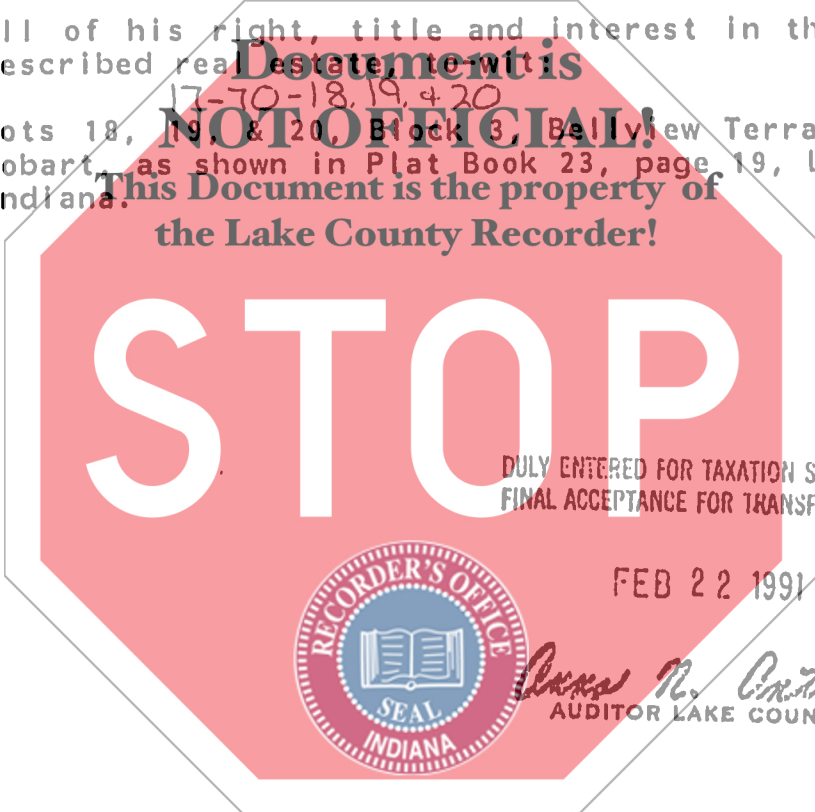 ll of his right, title and interest in th
Document is
escribed real estate, to-wit:
17-70-18, 19, & 20
NOT OFFICIAL!
ots 18, 19, & 20, Block 3, Bellview Terra
obart, as shown in Plat Book 23, page 19, L
This Document is the property of
ndiana.
the Lake County Recorder!
STOP
DULY ENTERED FOR TAXATION S
FINAL ACCEPTANCE FOR TRANSF
FEB 22 1991
RECORDER'S OFFICE
Anna N.
AUDITOR LAKE COUN
SEAL
INDIANA